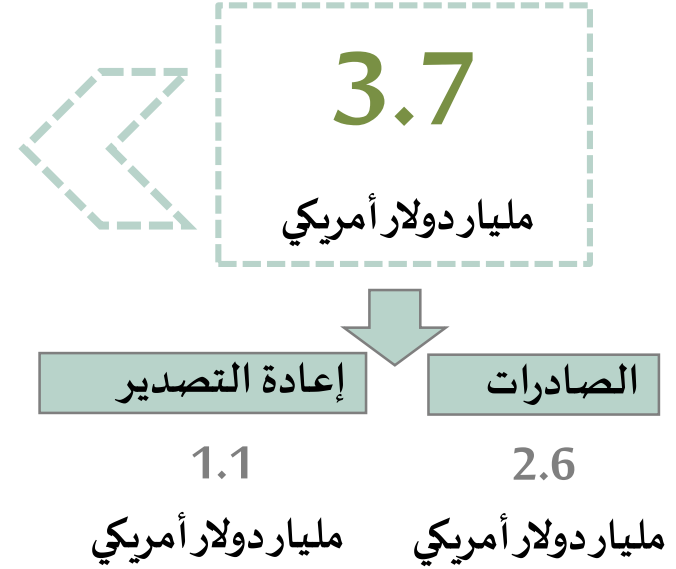 3.7
مليار دولار أمريكي
الصادرات
إعادة التصدير
2.6
1.1
مليار دولار أمريكي
مليار دولار أمريكي